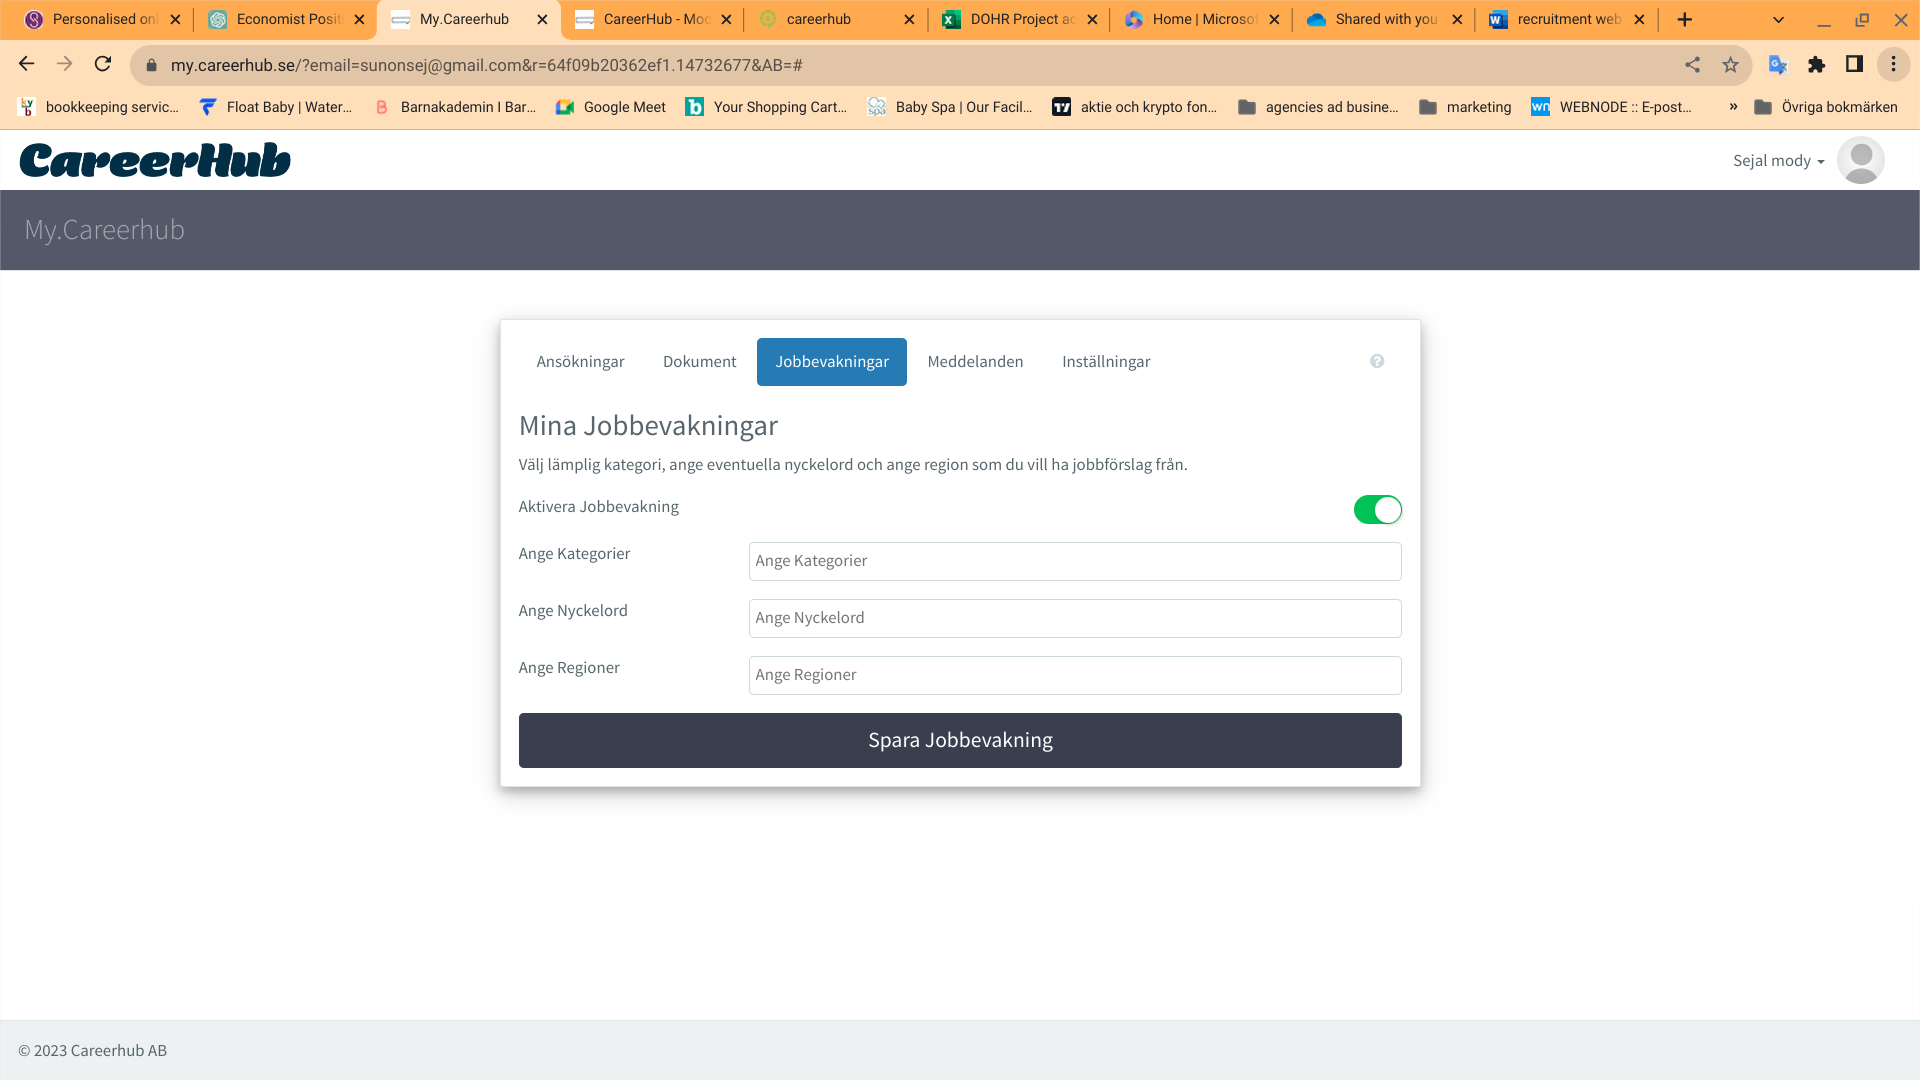 Personalised onl
Economist Positi
My.Careerhub
CareerHub - Mod
careerhub
DOHR Project ac
Home | Microsof
Shared with you
recruitment web
my.careerhub.se/?email=sunonsej@gmail.com&r=64f09b20362ef1.14732677&AB=#
bookkeeping servic...
Float Baby | Water...
Barnakademin I Bar...
Google Meet
Your Shopping Cart...
Baby Spa | Our Facil...
aktie och krypto fon...
agencies ad busine...
marketing
WEBNODE :: E-post...
»
Övriga bokmärken
CareerHub
Sejal mody
My.Careerhub
Ansökningar
Dokument
Jobbevakningar
Meddelanden
Inställningar
Mina Jobbevakningar
Välj lämplig kategori, ange eventuella nyckelord och ange region som du vill ha jobbförslag från.
Aktivera Jobbevakning
Ange Kategorier
Ange Kategorier
Ange Nyckelord
Ange Nyckelord
Ange Regioner
Ange Regioner
Spara Jobbevakning
© 2023 Careerhub AB